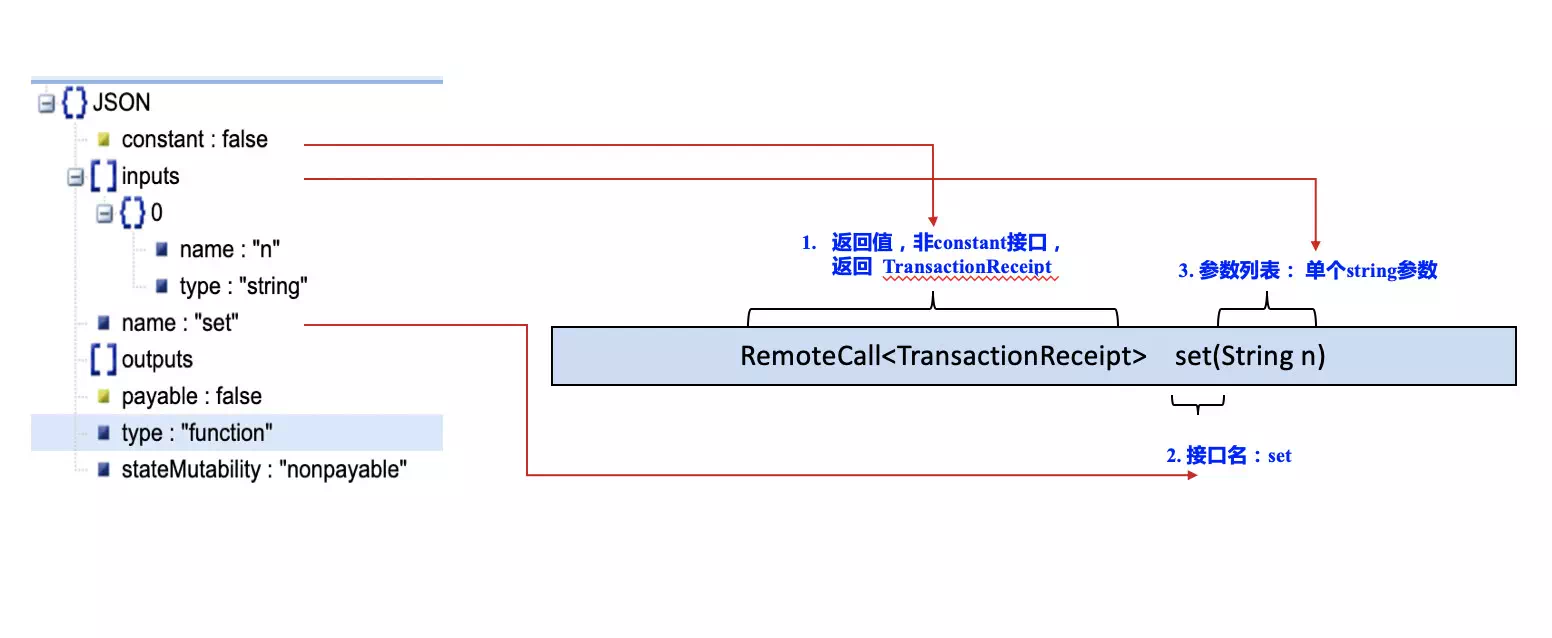 JSON
constant : false
inputs
0
name : "n"
type : "string"
name : "set"
outputs
payable : false
type : "function"
stateMutability : "nonpayable"
1. 返回值，非constant接口，
返回 TransactionReceipt
3. 参数列表： 单个string参数
RemoteCall<TransactionReceipt> set(String n)
2. 接口名：set